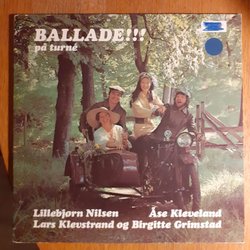 BALLADE!!!
på turné
Lillebjørn Nilsen Åse Kleveland
Lars Klevstrand og Birgitte Grimstad